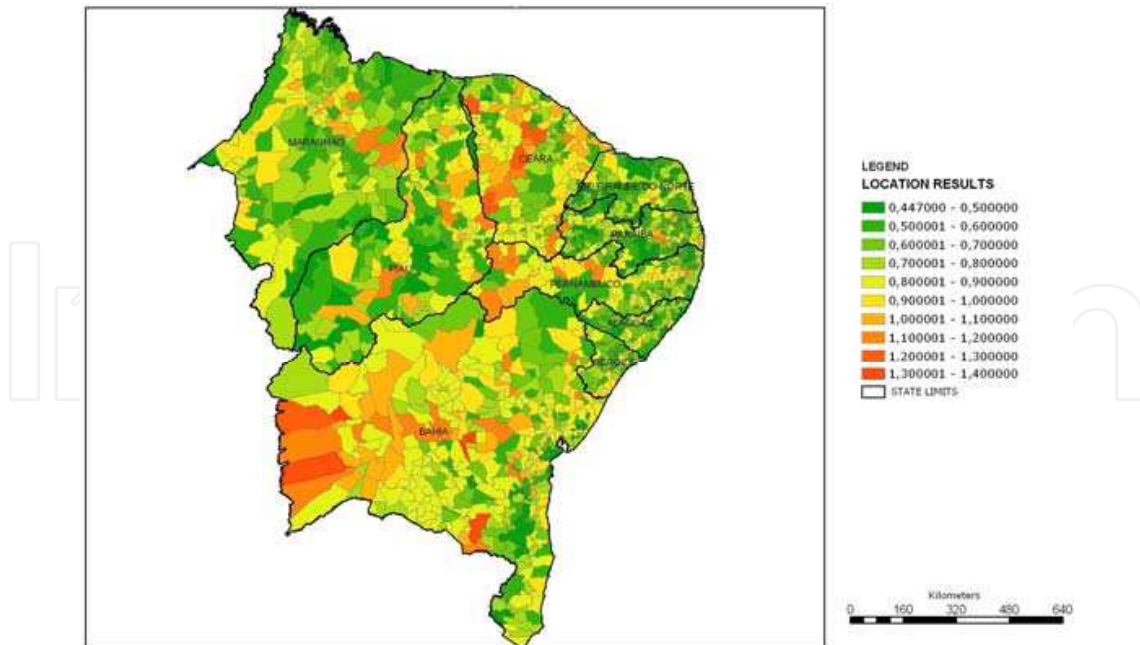 MARANHAO
CEARA
RIO GRANDE DO NORTE
PARAIBA
PIAUI
PERNAMBUCO
SERGIPE
BAHIA
LEGEND
LOCATION RESULTS
0,447000 - 0,500000
0,500001 - 0,600000
0,600001 - 0,700000
0,700001 - 0,800000
0,800001 - 0,900000
0,900001 - 1,000000
1,000001 - 1,100000
1,100001 - 1,200000
1,200001 - 1,300000
1,300001 - 1,400000
STATE LIMITS
Kilometers
0 160 320 480 640